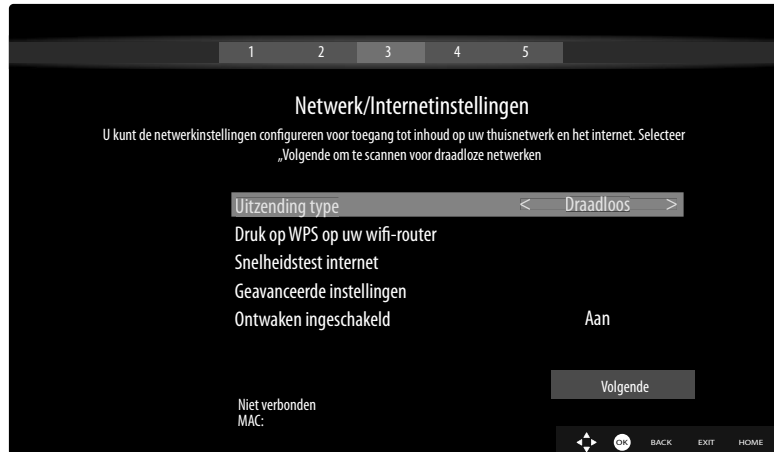 1 2 3 4 5
Netwerk/Internetinstellingen
U kunt de netwerkinstellingen configureren voor toegang tot inhoud op uw thuisnetwerk en het internet. Selecteer
„Volgende om te scannen voor draadloze netwerken
Uitzending type < Draadloos >
Druk op WPS op uw wifi-router
Snelheidstest internet
Geavanceerde instellingen
Ontwaken ingeschakeld Aan
Volgende
Niet verbonden
MAC:
OK BACK EXIT HOME